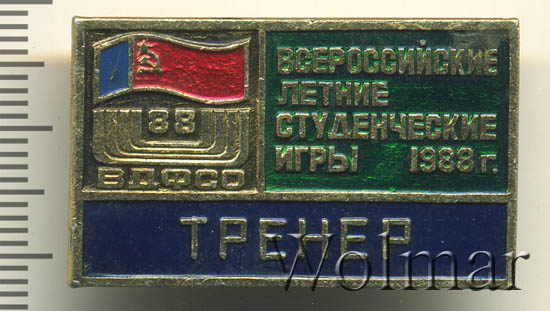 88
ВДФСО
ВСЕРОССИЙСКИЕ
ЛЕТНИЕ
СТУДЕНЧЕСКИЕ
ИГРЫ 1988 г.
ТРЕНЕР
Wolmar